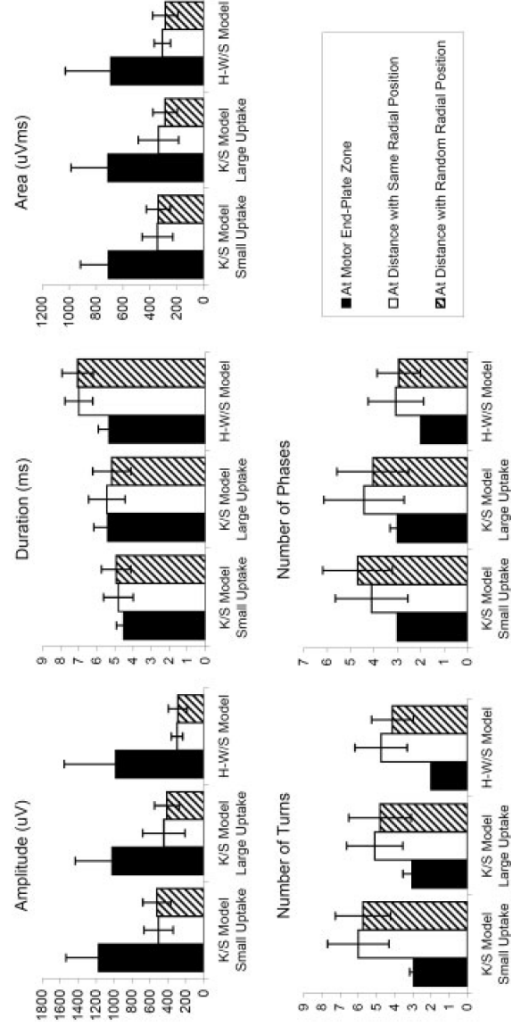 Amplitude (uV)
1800
1600
1400
1200
1000
800
600
400
200
0
K/S Model
Small Uptake
K/S Model
Large Uptake
H-W/S Model
Duration (ms)
9
8
7
6
5
4
3
2
1
0
K/S Model
Small Uptake
K/S Model
Large Uptake
H-W/S Model
Area (uVms)
1200
1000
800
600
400
200
0
K/S Model
Small Uptake
K/S Model
Large Uptake
H-W/S Model
Number of Turns
9
8
7
6
5
4
3
2
1
0
K/S Model
Small Uptake
K/S Model
Large Uptake
H-W/S Model
Number of Phases
7
6
5
4
3
2
1
0
K/S Model
Small Uptake
K/S Model
Large Uptake
H-W/S Model
At Motor End-Plate Zone
At Distance with Same Radial Position
At Distance with Random Radial Position